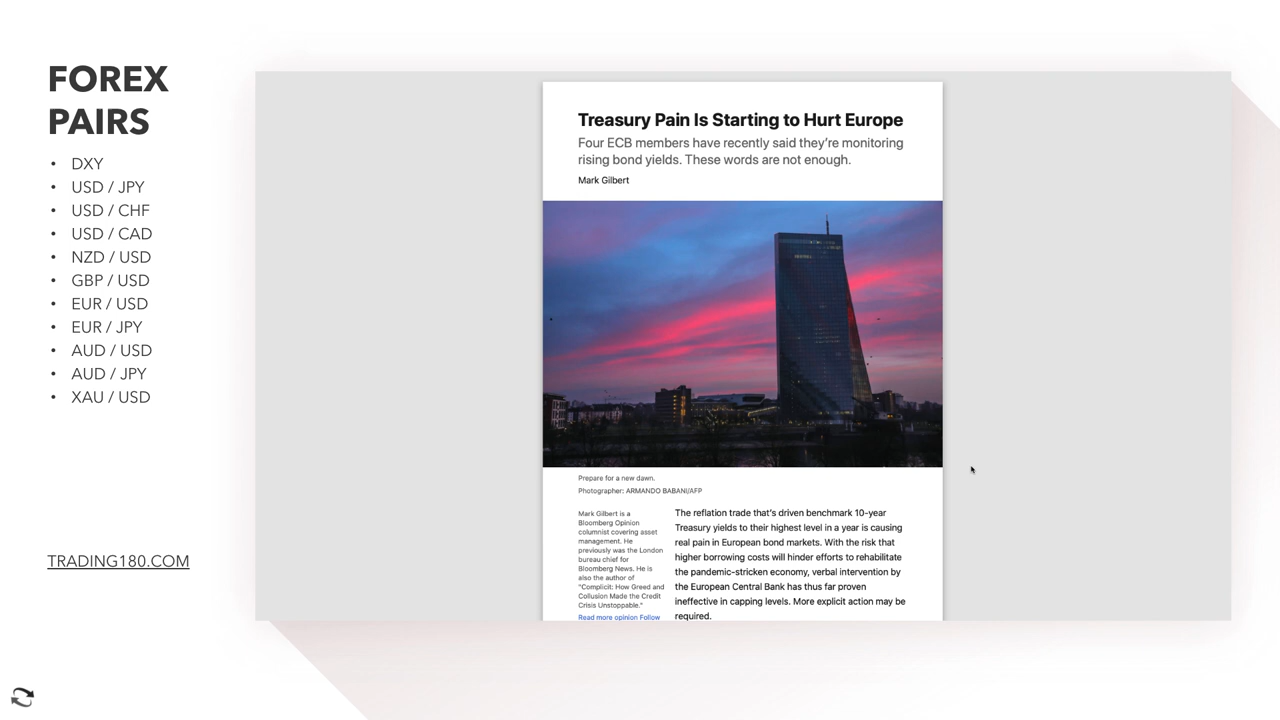 FOREX
PAIRS
• DXY
• USD / JPY
• USD / CHF
• USD / CAD
• NZD / USD
• GBP / USD
• EUR / USD
• EUR / JPY
• AUD / USD
• AUD / JPY
• XAU / USD
TRADING180.COM
Treasury Pain Is Starting to Hurt Europe
Four ECB members have recently said they’re monitoring
rising bond yields. These words are not enough.
Mark Gilbert
Prepare for a new dawn.
Photographer: ARMANDO BABANI/AFP
Mark Gilbert is a
Bloomberg Opinion
columnist covering asset
management. He
previously was the London
bureau chief for
Bloomberg News. He is
also the author of
"Complicit: How Greed and
Collusion Made the Credit
Crisis Unstoppable."
Read more opinion Follow
The reflation trade that’s driven benchmark 10-year
Treasury yields to their highest level in a year is causing
real pain in European bond markets. With the risk that
higher borrowing costs will hinder efforts to rehabilitate
the pandemic-stricken economy, verbal intervention by
the European Central Bank has thus far proven
ineffective in capping levels. More explicit action may be
required.